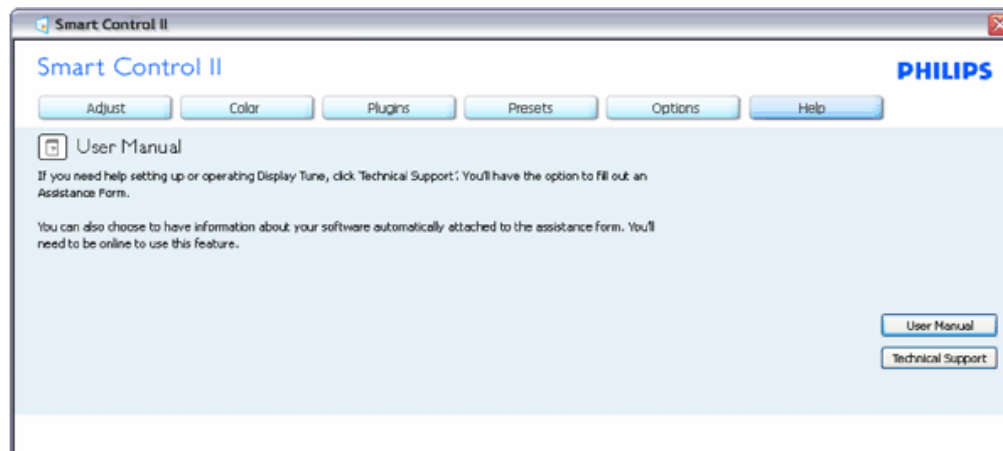 Smart Control II
Smart Control II
PHILIPS
Adjust Color Plugins Presets Options Help
User Manual
If you need help setting up or operating Display Tune, click 'Technical Support'. You'll have the option to fill out an
Assistance Form.
You can also choose to have information about your software automatically attached to the assistance form. You'll
need to be online to use this feature.
User Manual
Technical Support